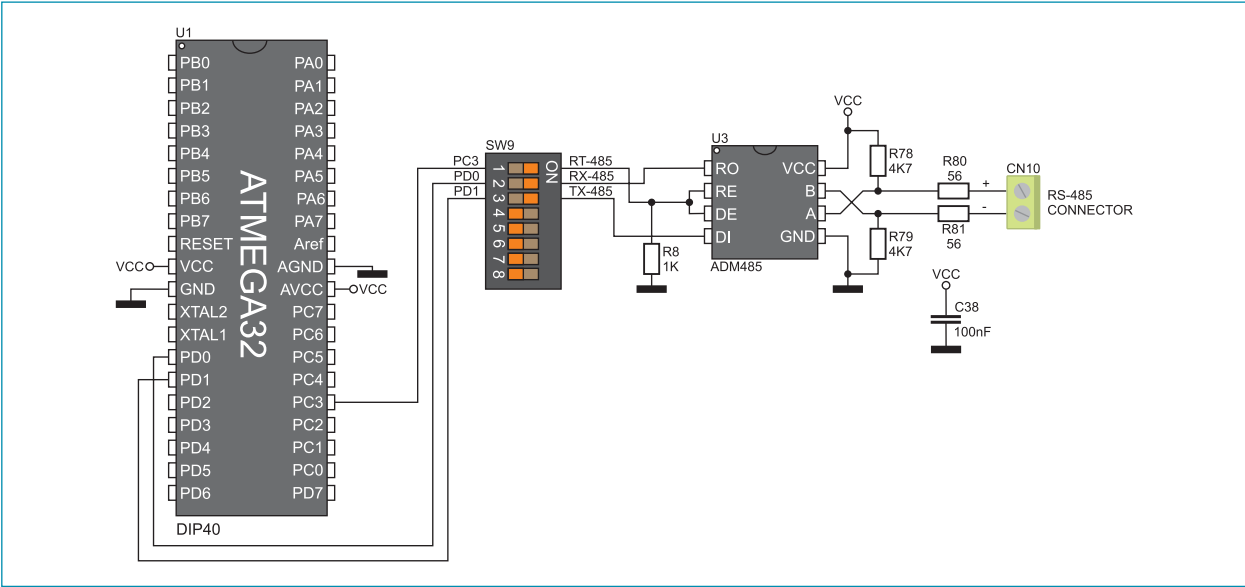 U1
PB0 PA0
PB1 PA1
PB2 PA2
PB3 PA3
PB4 PA4
PB5 PA5
PB6 PA6
PB7 PA7
RESET Aref
VCC VCC AGND
GND AVCC VCC
XTAL2 PC7
XTAL1 PC6
PD0 PC5
PD1 PC4
PD2 PC3
PD3 PC2
PD4 PC1
PD5 PC0
PD6 PD7
ATMEGA32
DIP40
SW9
PC3 RT-485
PD0 RX-485
PD1 TX-485
ON
1
2
3
4
5
6
7
8
R8
1K
U3
RO VCC
RE B
DE A
DI GND
ADM485
VCC
R78
4K7
R79
4K7
R80
56
R81
56
CN10
+
-
RS-485
CONNECTOR
VCC
C38
100nF